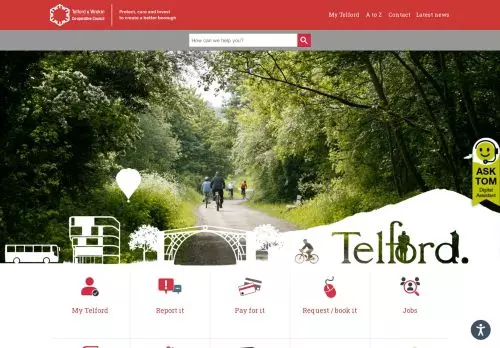 Telford & Wrekin
Co-operative Council
Protect, care and invest
to create a better borough
My Telford
A to Z
Contact
Latest news
How can we help you?
ASK
TOM
Digital
Assistant
Telford.
My Telford
Report it
Pay for it
Request / book it
Jobs